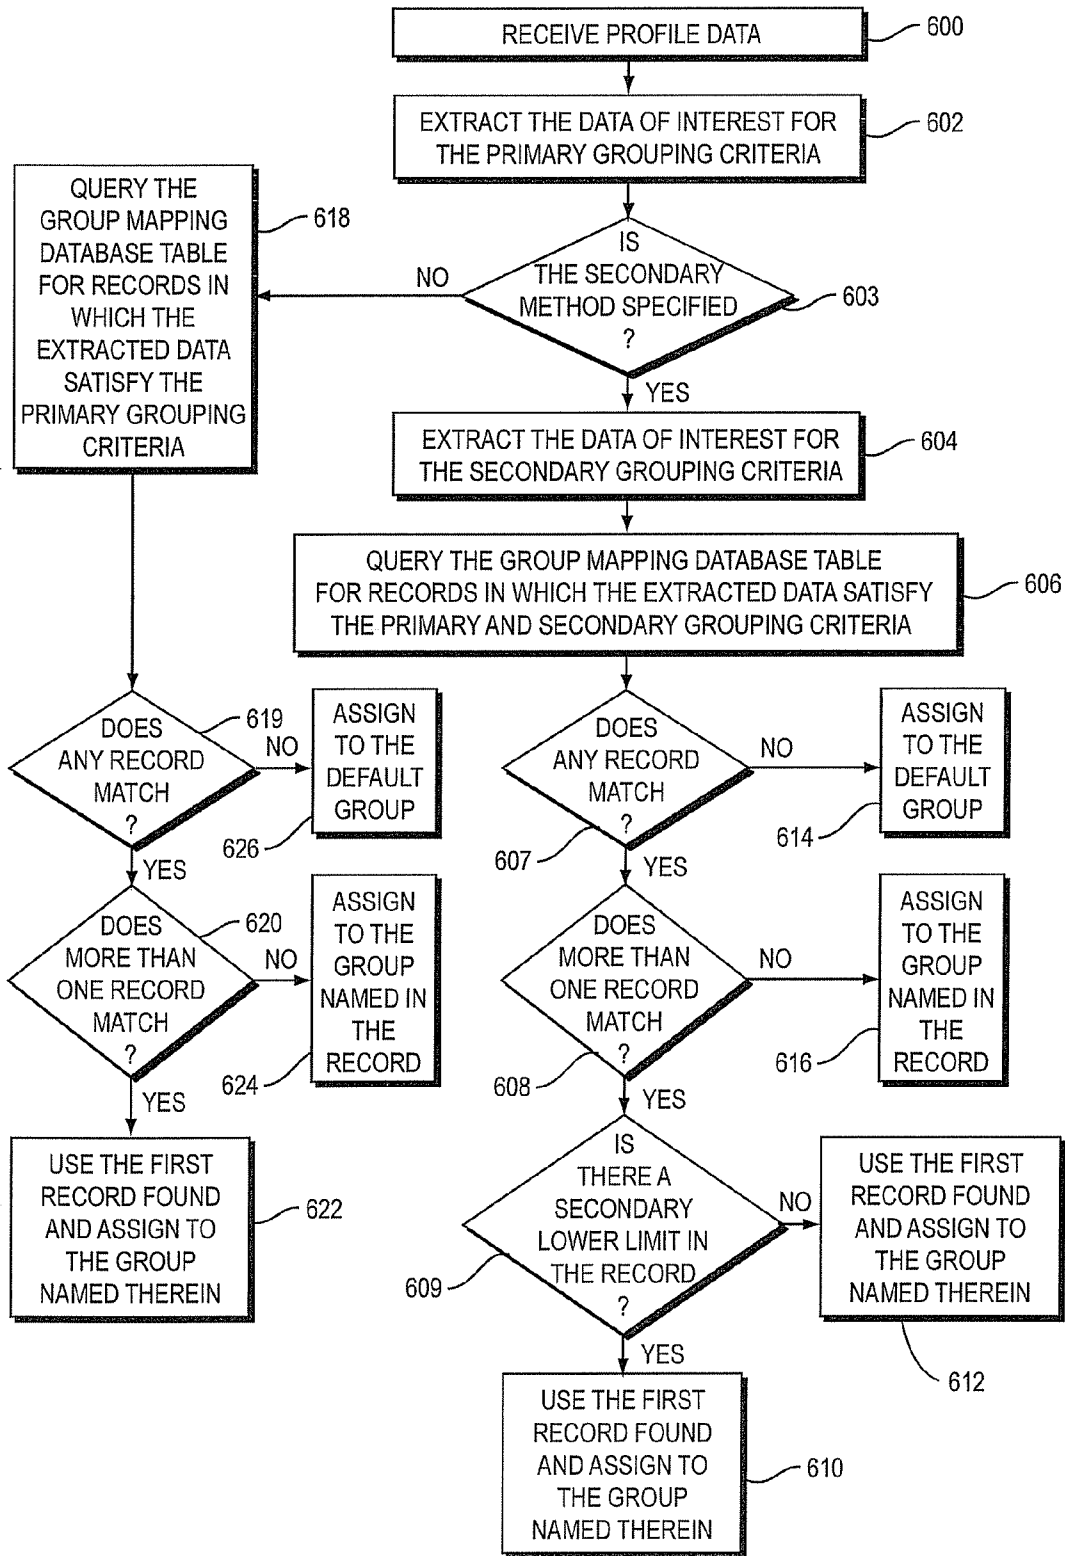 RECEIVE PROFILE DATA
600
EXTRACT THE DATA OF INTEREST FOR
THE PRIMARY GROUPING CRITERIA
602
IS
THE SECONDARY
METHOD SPECIFIED
?
603
NO
YES
QUERY THE
GROUP MAPPING
DATABASE TABLE
FOR RECORDS IN
WHICH THE
EXTRACTED DATA
SATISFY THE
PRIMARY GROUPING
CRITERIA
618
EXTRACT THE DATA OF INTEREST FOR
THE SECONDARY GROUPING CRITERIA
604
QUERY THE GROUP MAPPING DATABASE TABLE
FOR RECORDS IN WHICH THE EXTRACTED DATA SATISFY
THE PRIMARY AND SECONDARY GROUPING CRITERIA
606
DOES
ANY RECORD
MATCH
?
619
NO
YES
ASSIGN
TO THE
DEFAULT
GROUP
626
DOES
ANY RECORD
MATCH
?
607
NO
YES
ASSIGN
TO THE
DEFAULT
GROUP
614
DOES
MORE THAN
ONE RECORD
MATCH
?
620
NO
YES
ASSIGN
TO THE
GROUP
NAMED IN
THE
RECORD
624
DOES
MORE THAN
ONE RECORD
MATCH
?
608
NO
YES
ASSIGN
TO THE
GROUP
NAMED IN
THE
RECORD
616
USE THE FIRST
RECORD FOUND
AND ASSIGN TO
THE GROUP
NAMED THEREIN
622
IS
THERE A
SECONDARY
LOWER LIMIT IN
THE RECORD
?
609
NO
YES
USE THE FIRST
RECORD FOUND
AND ASSIGN TO
THE GROUP
NAMED THEREIN
612
USE THE FIRST
RECORD FOUND
AND ASSIGN TO
THE GROUP
NAMED THEREIN
610